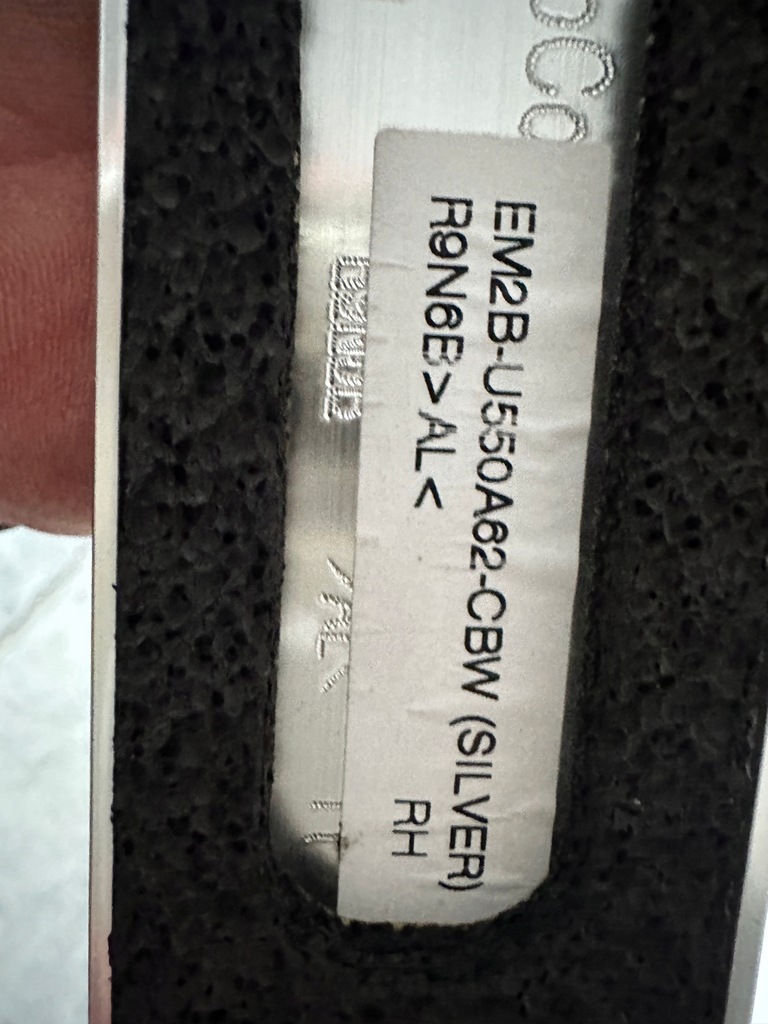 EM2B-U550A62-CBW (SILVER)
R9N6B>AL<
RH